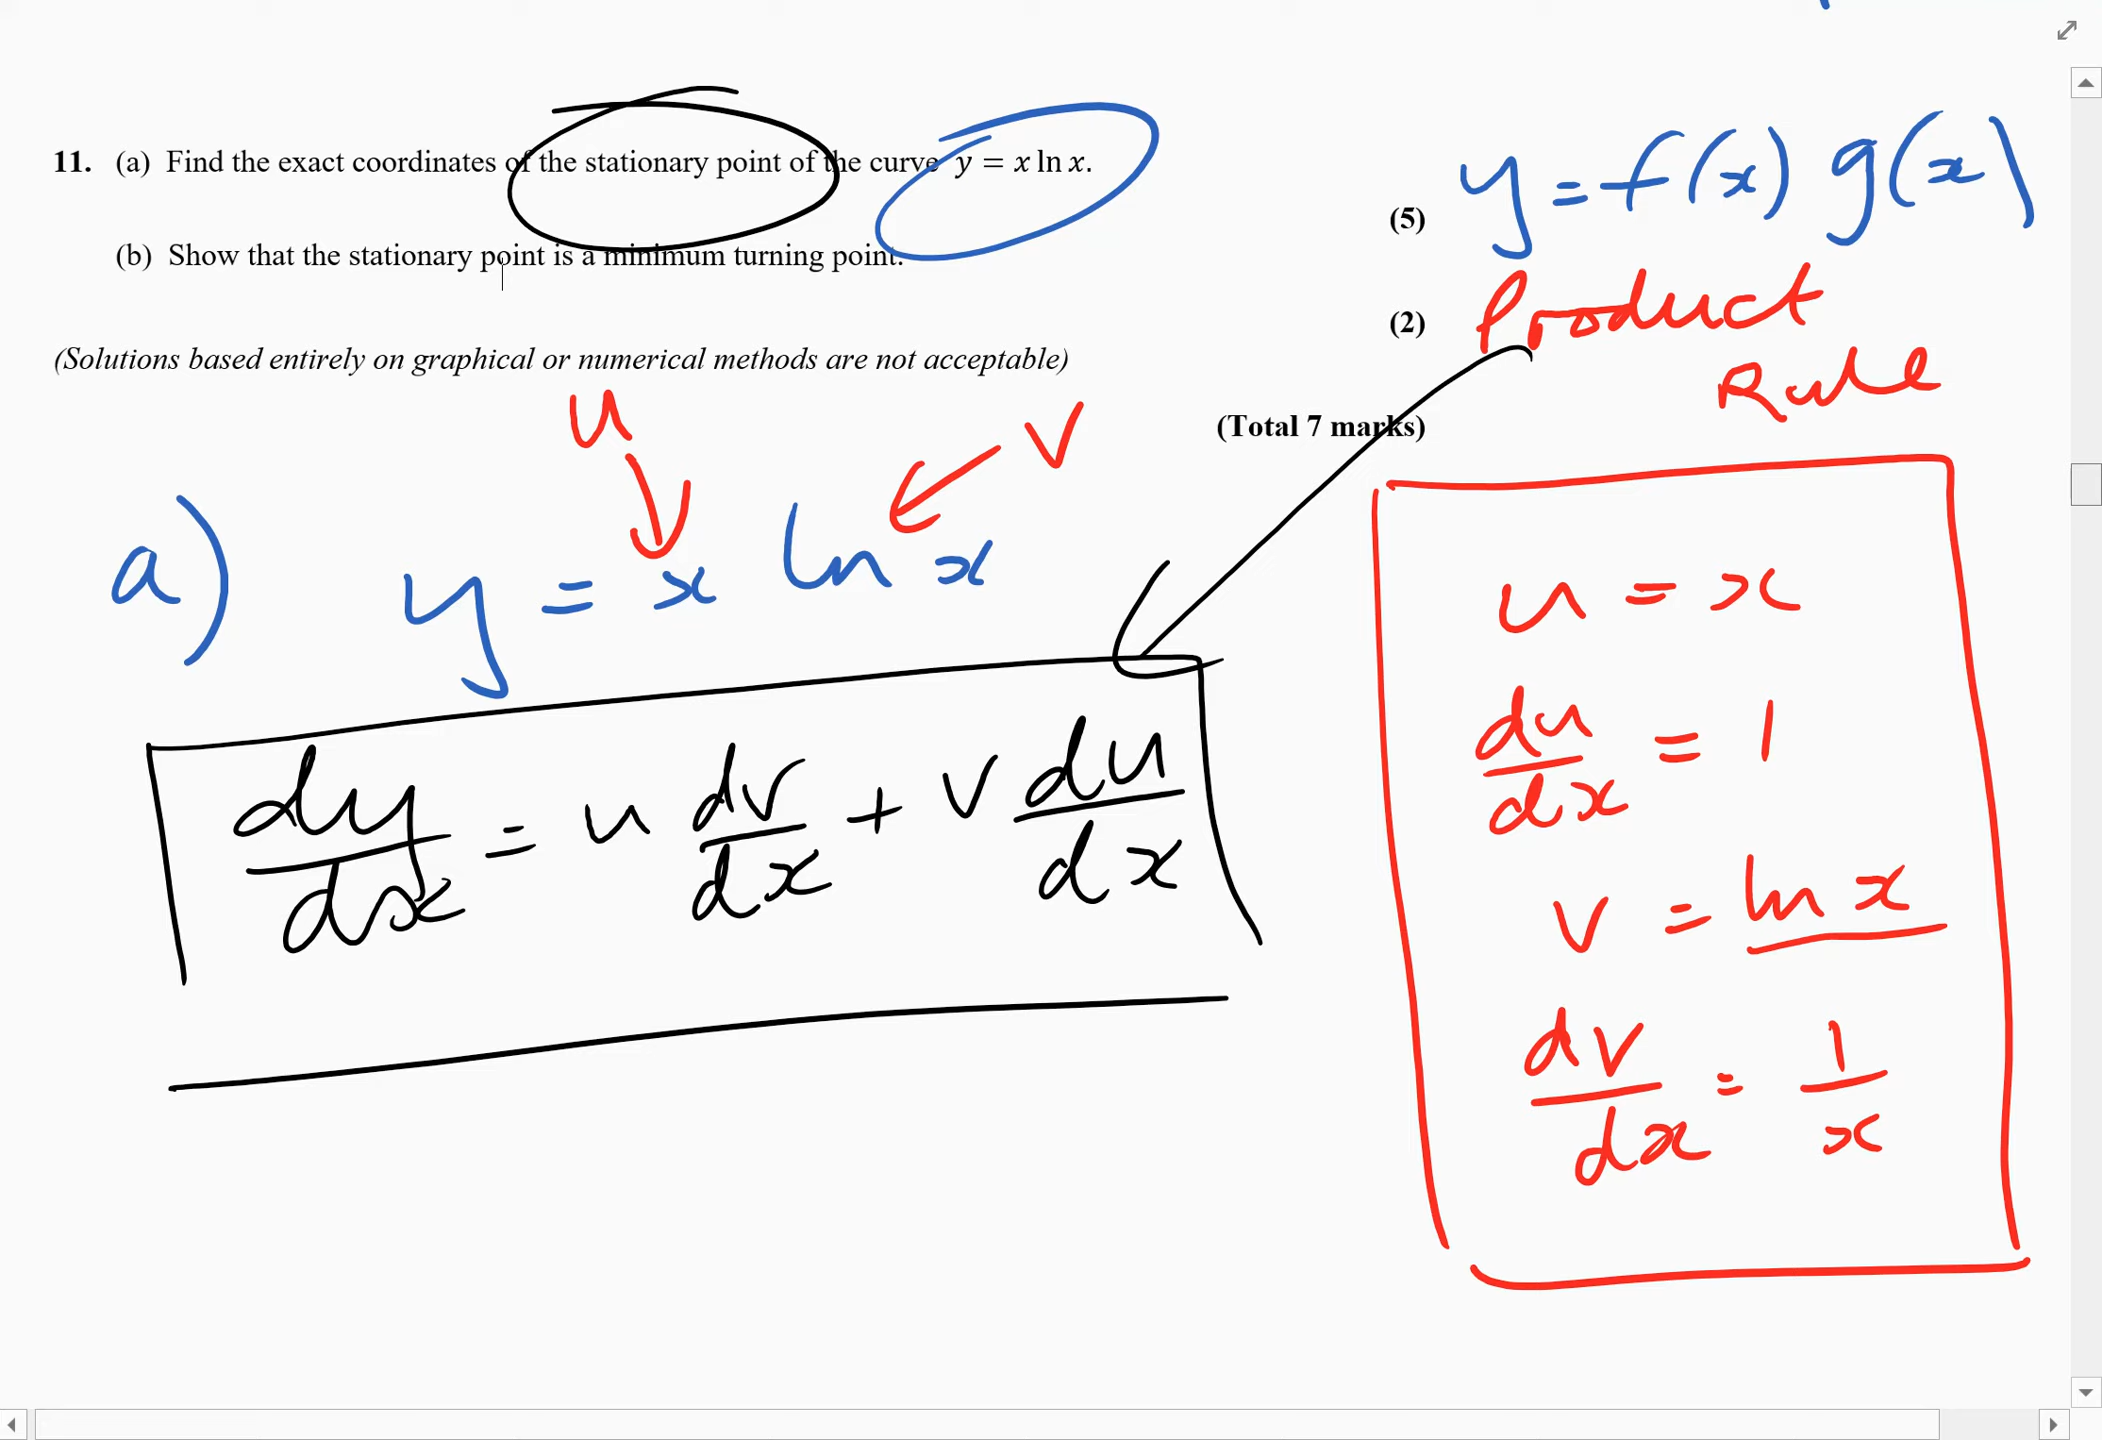 11. (a) Find the exact coordinates of the stationary point of the curve y = x ln x.
(5)
y = f(x) g(x)
(b) Show that the stationary point is a minimum turning point.
(2)
Product
Rule
(Solutions based entirely on graphical or numerical methods are not acceptable)
(Total 7 marks)
u
v
a) y = x ln x
dy/dx = u dv/dx + v du/dx
u = x
du/dx = 1
v = ln x
dv/dx = 1/x